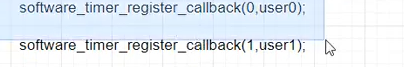 software_timer_register_callback(0,user0);
software_timer_register_callback(1,user1);